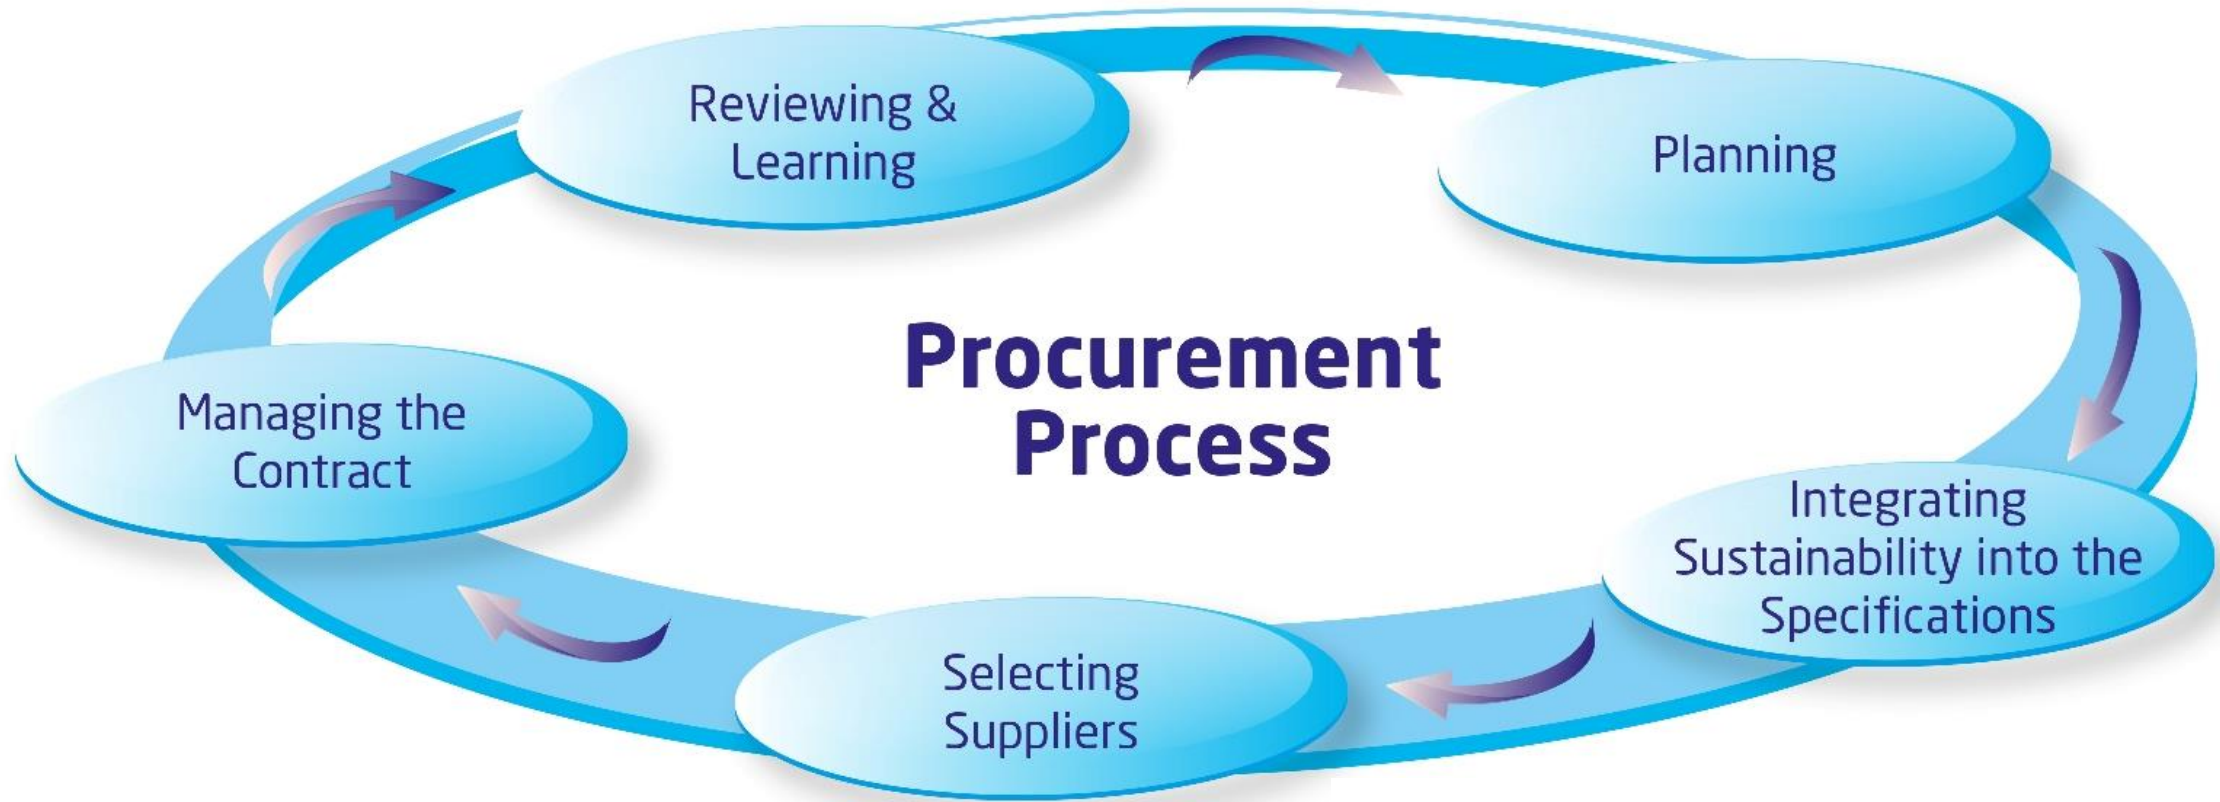 Reviewing &
Learning
Planning
Procurement
Process
Managing the
Contract
Integrating
Sustainability into the
Specifications
Selecting
Suppliers